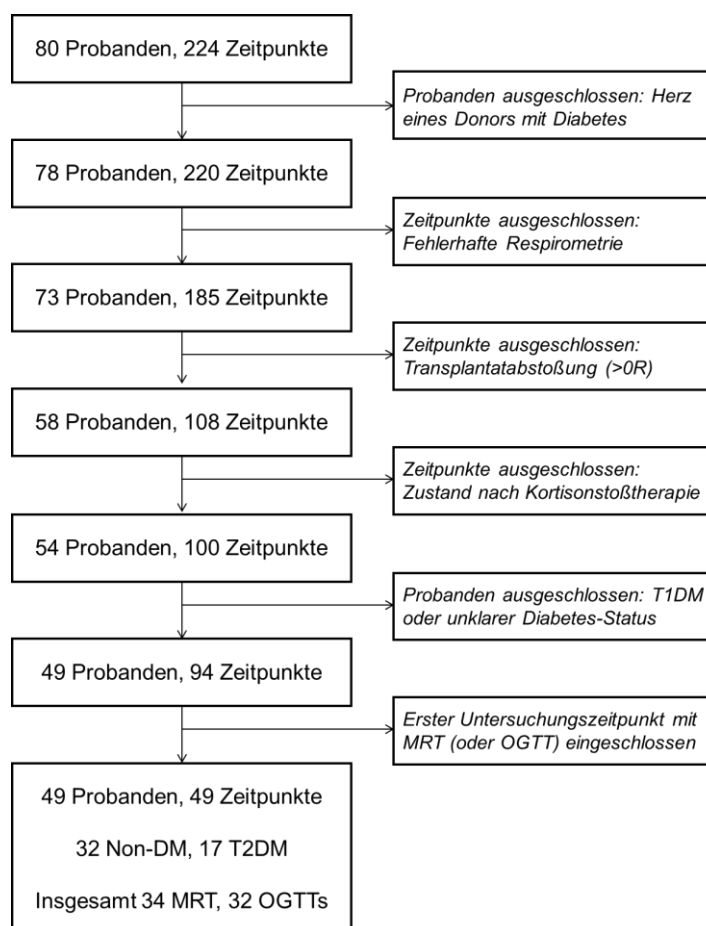 80 Probanden, 224 Zeitpunkte
Probanden ausgeschlossen: Herz
eines Donors mit Diabetes
78 Probanden, 220 Zeitpunkte
Zeitpunkte ausgeschlossen:
Fehlerhafte Respirometrie
73 Probanden, 185 Zeitpunkte
Zeitpunkte ausgeschlossen:
Transplantatabstoßung (>0R)
58 Probanden, 108 Zeitpunkte
Zeitpunkte ausgeschlossen:
Zustand nach Kortisonstoßtherapie
54 Probanden, 100 Zeitpunkte
Probanden ausgeschlossen: T1DM
oder unklarer Diabetes-Status
49 Probanden, 94 Zeitpunkte
Erster Untersuchungszeitpunkt mit
MRT (oder OGTT) eingeschlossen
49 Probanden, 49 Zeitpunkte
32 Non-DM, 17 T2DM
Insgesamt 34 MRT, 32 OGTTs